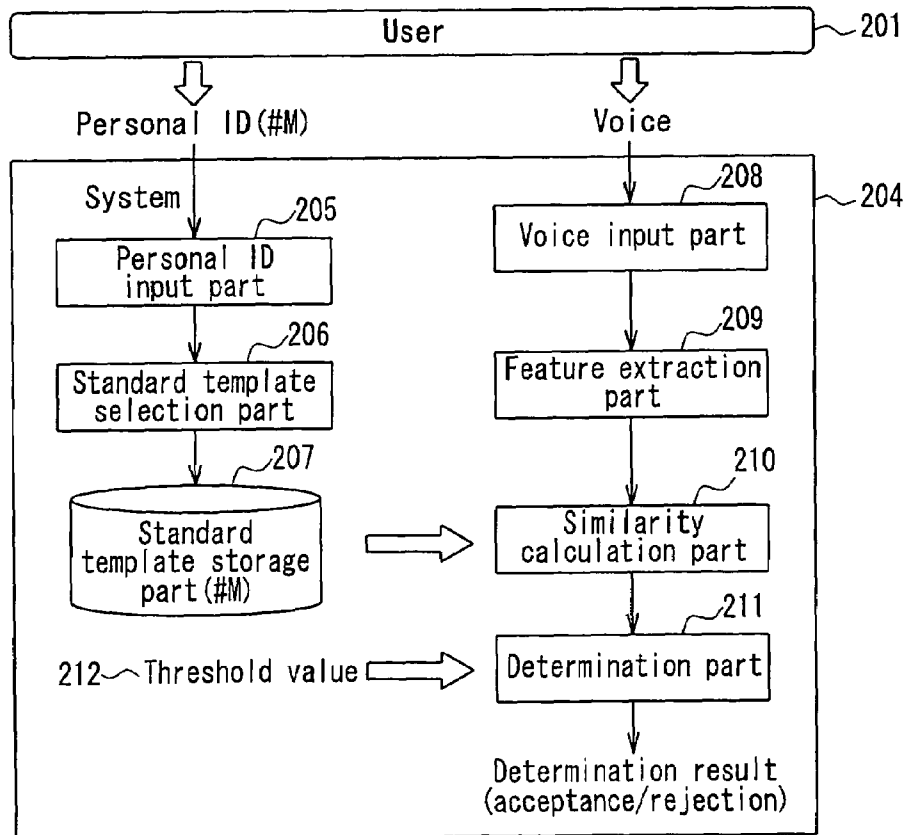 User
201
Personal ID(#M)
Voice
204
System
205
Personal ID
input part
206
Standard template
selection part
207
Standard
template storage
part(#M)
208
Voice input part
209
Feature extraction
part
210
Similarity
calculation part
211
212 Threshold value
Determination part
Determination result
(acceptance/rejection)